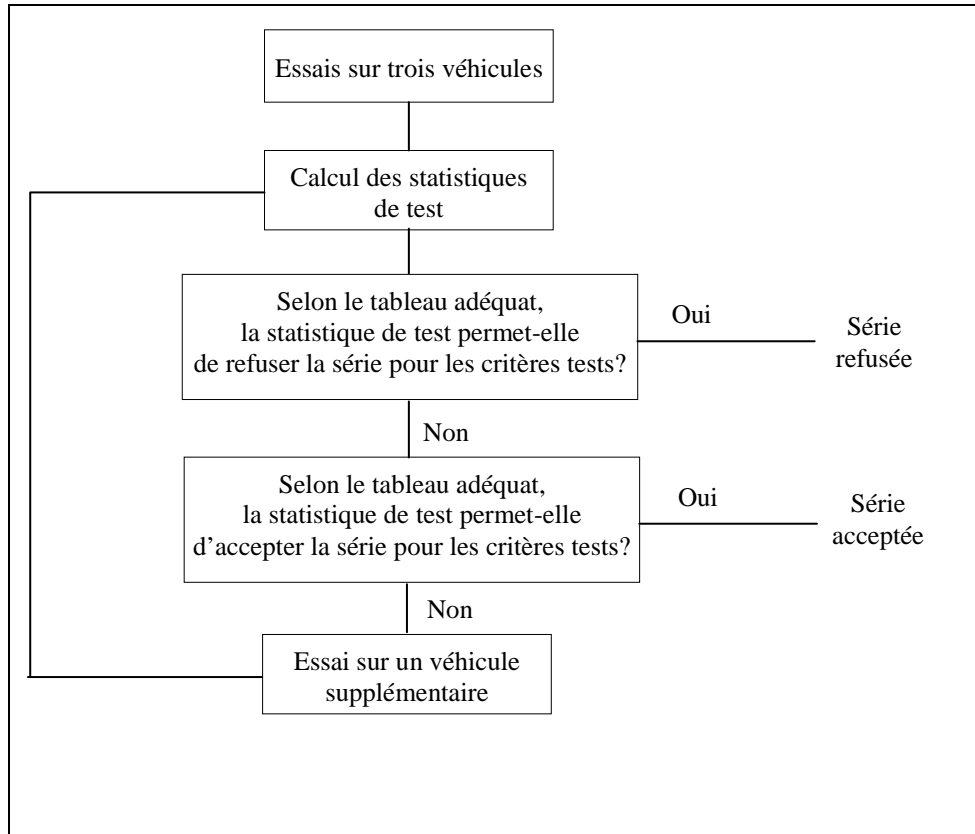 Essais sur trois véhicules
Calcul des statistiques
de test
Selon le tableau adéquat,
la statistique de test permet-elle
de refuser la série pour les critères tests?
Oui
Série
refusée
Non
Selon le tableau adéquat,
la statistique de test permet-elle
d’accepter la série pour les critères tests?
Oui
Série
acceptée
Non
Essai sur un véhicule
supplémentaire